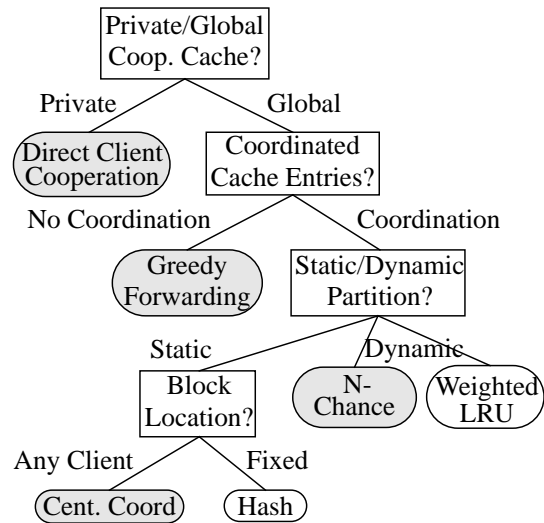 Private/Global
Coop. Cache?
Private
Global
Direct Client
Cooperation
Coordinated
Cache Entries?
No Coordination
Coordination
Greedy
Forwarding
Static/Dynamic
Partition?
Static
Dynamic
Block
Location?
N-
Chance
Weighted
LRU
Any Client
Fixed
Cent. Coord
Hash